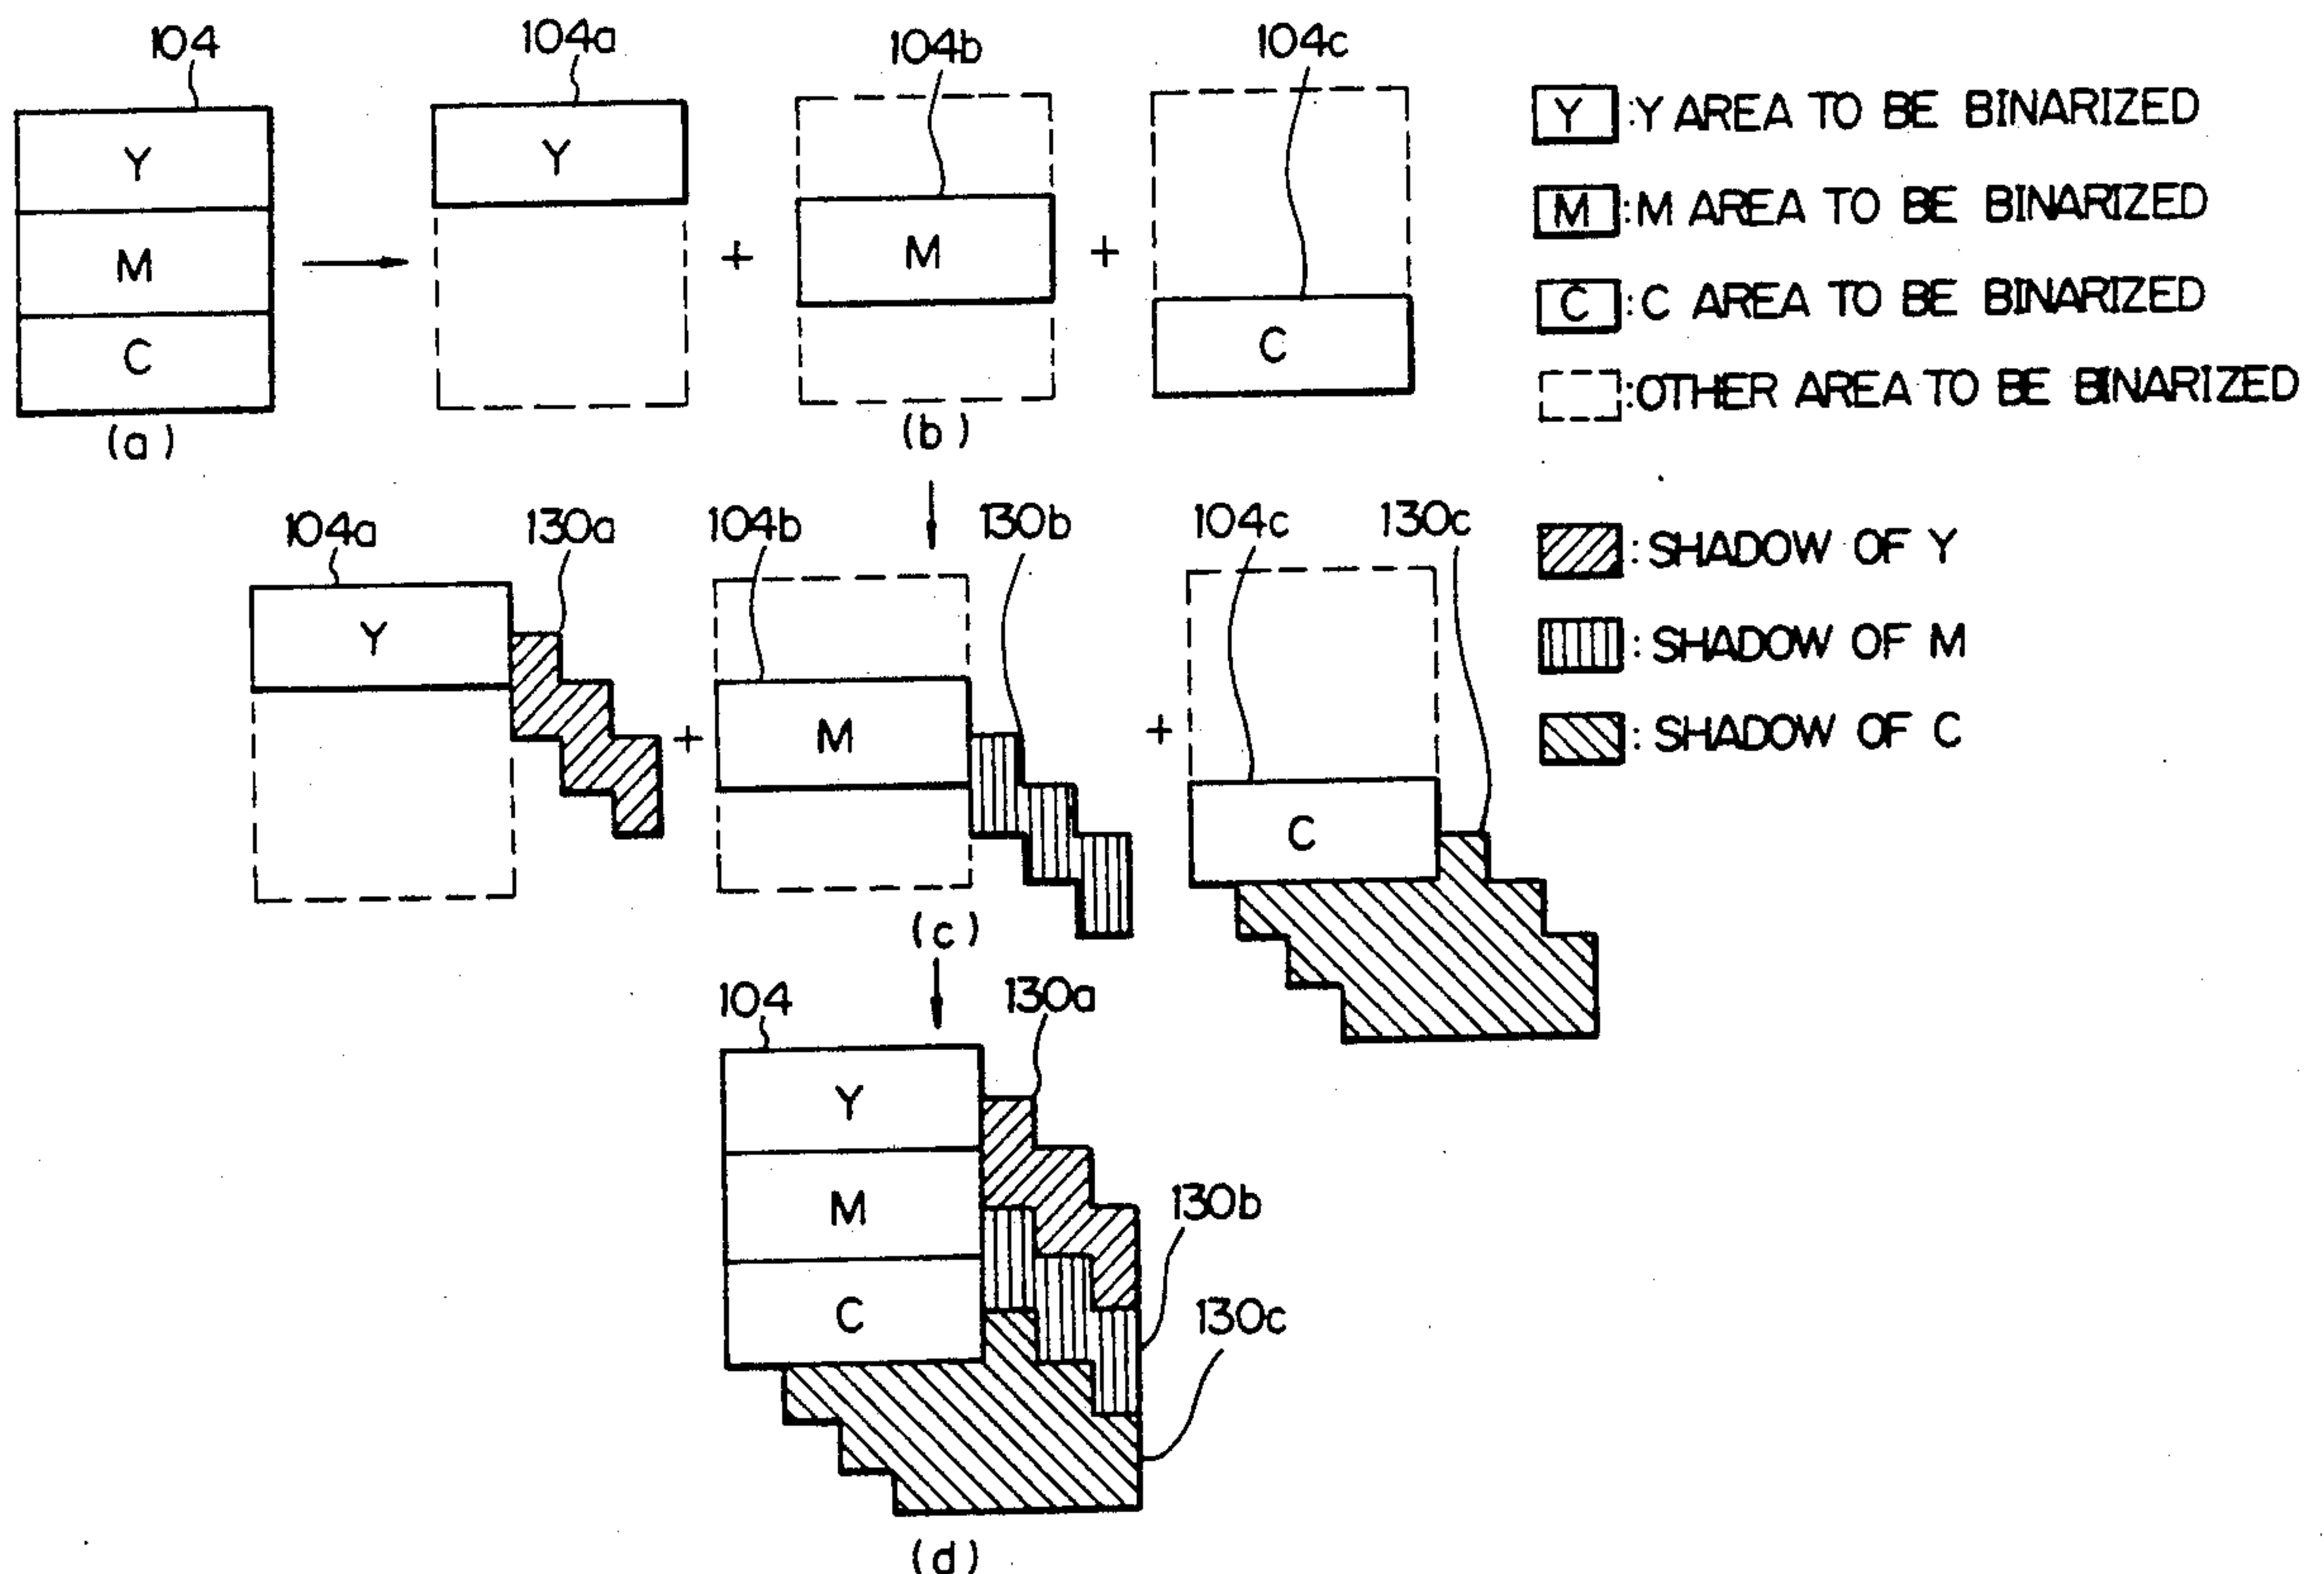 104
104a
104b
104c
Y
M
C
Y
M
C
(a)
(b)
Y :Y AREA TO BE BINARIZED
M :M AREA TO BE BINARIZED
C :C AREA TO BE BINARIZED
:OTHER AREA TO BE BINARIZED
104a
130a
104b
130b
104c
130c
Y
M
C
+
+
+
+
(c)
: SHADOW OF Y
: SHADOW OF M
: SHADOW OF C
104
130a
Y
M
C
130b
130c
(d)